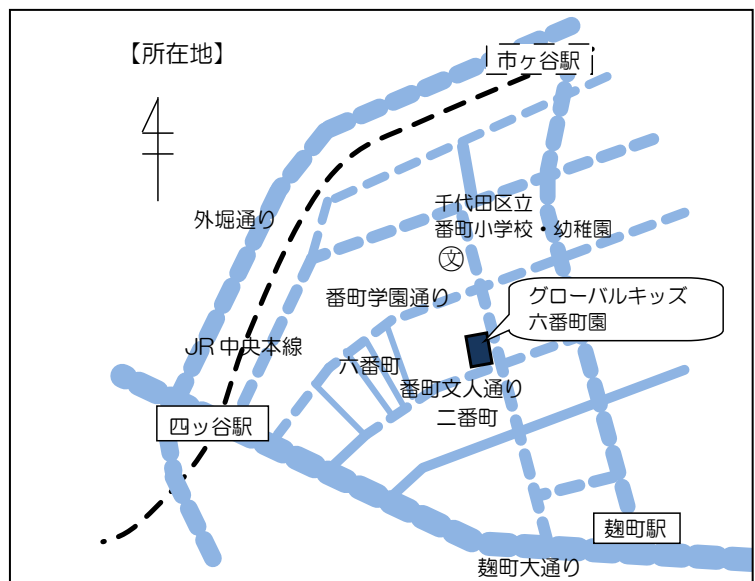 【所在地】
市ヶ谷駅
外堀通り
千代田区立
番町小学校・幼稚園
文
番町学園通り
グローバルキッズ
六番町園
JR中央本線
六番町
番町文人通り
二番町
四ッ谷駅
麹町駅
麹町大通り